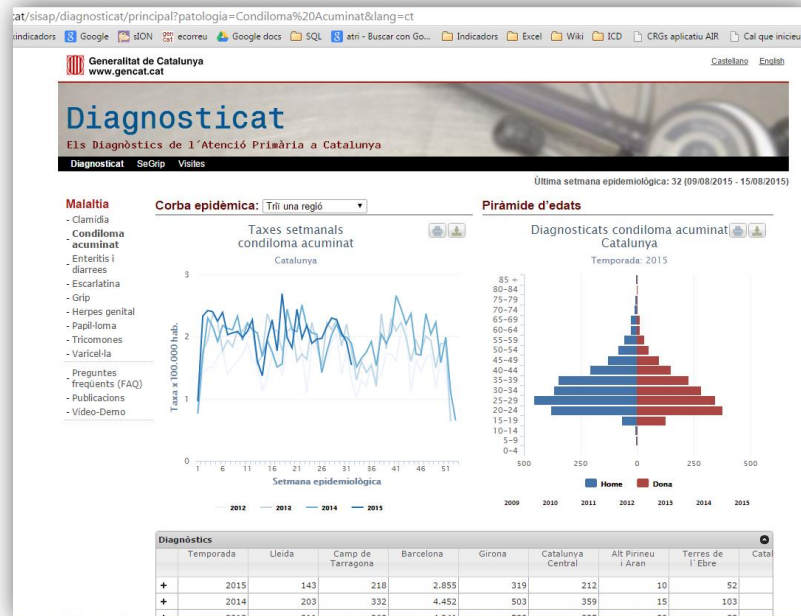 cat/sisap/diagnosticat/principal?patologia=Condiloma%20Acuminat&lang=ct
indicadors Google sION ecorreu Google docs SQL atri - Buscar con Go... Indicadors Excel Wiki ICD CRGs aplicatiu AIR Cal que inicieu
Generalitat de Catalunya
www.gencat.cat
Castellano English
Diagnosticat
Els Diagnòstics de l´Atenció Primària a Catalunya
Diagnosticat SeGrip Visites
Última setmana epidemiològica: 32 (09/08/2015 - 15/08/2015)
Malaltia
- Clamídia
- Condiloma
acuminat
- Enteritis i
diarrees
- Escarlatina
- Grip
- Herpes genital
- Papil·loma
- Tricomones
- Varicel·la
- Preguntes
freqüents (FAQ)
- Publicacions
- Vídeo-Demo
Corba epidèmica: Triï una regió
Taxes setmanals
condiloma acuminat
Catalunya
3
2
1
0
Taxa x 100.000 hab.
1 6 11 16 21 26 31 36 41 46 51
Setmana epidemiològica
2012 2013 2014 2015
Piràmide d'edats
Diagnosticats condiloma acuminat
Catalunya
Temporada: 2015
85 +
80-84
75-79
70-74
65-69
60-64
55-59
50-54
45-49
40-44
35-39
30-34
25-29
20-24
15-19
10-14
5-9
0-4
500 250 0 250 500
Home Dona
2009 2010 2011 2012 2013 2014 2015
Diagnòstics
Temporada Lleida Camp de Tarragona Barcelona Girona Catalunya Central Alt Pirineu i Aran Terres de l`Ebre Catal
+ 2015 143 218 2.855 319 212 10 52
+ 2014 203 332 4.452 503 359 15 103